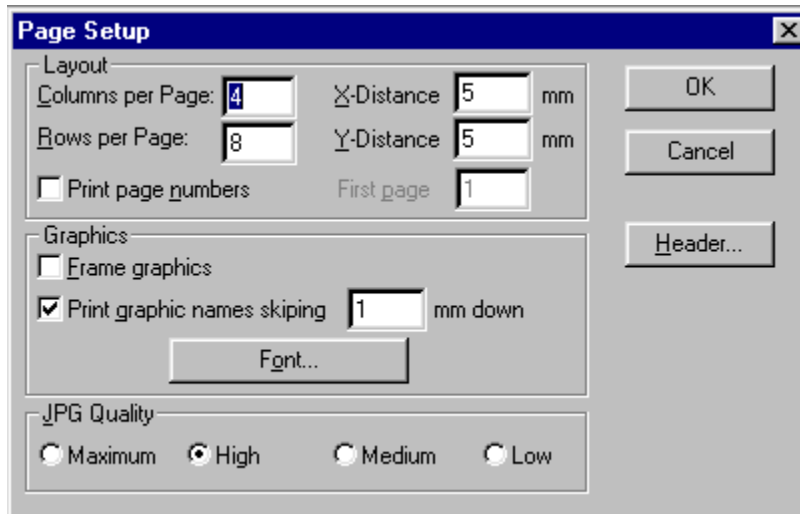 Page Setup
Layout
Columns per Page: 4 X-Distance 5 mm OK
Rows per Page: 8 Y-Distance 5 mm Cancel
Print page numbers First page 1
Header...
Graphics
Frame graphics
Print graphic names skiping 1 mm down
Font...
JPG Quality
Maximum High Medium Low